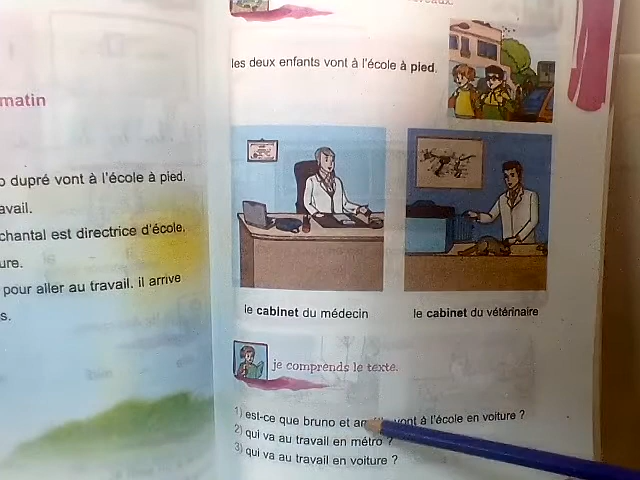 matin
dupré vont à l'école à pied.
chantal est directrice d'école.
pour aller au travail. il arrive
s.
les deux enfants vont à l'école à pied.
le cabinet du médecin
le cabinet du vétérinaire
je comprends le texte.
1) est-ce que bruno et vont à l'école en voiture ?
2) qui va au travail en métro ?
3) qui va au travail en voiture ?